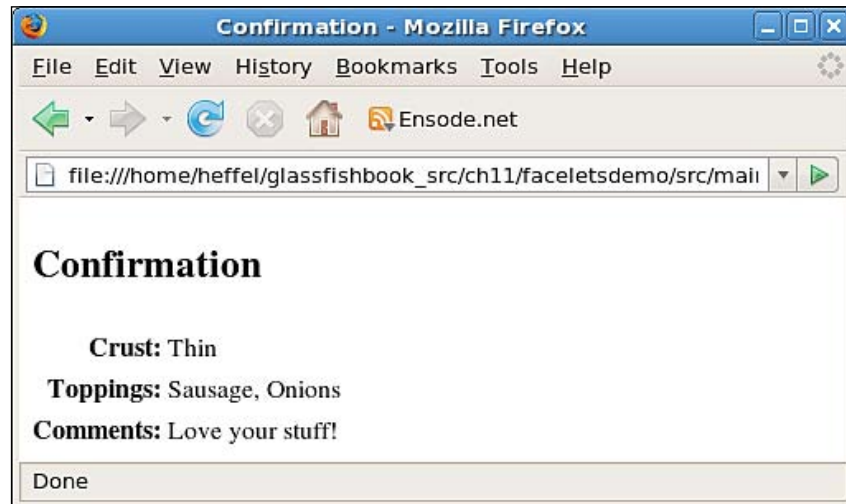 Confirmation - Mozilla Firefox
File Edit View History Bookmarks Tools Help
Ensode.net
file:///home/heffel/glassfishbook_src/ch11/faceletsdemo/src/mai
Confirmation
Crust: Thin
Toppings: Sausage, Onions
Comments: Love your stuff!
Done